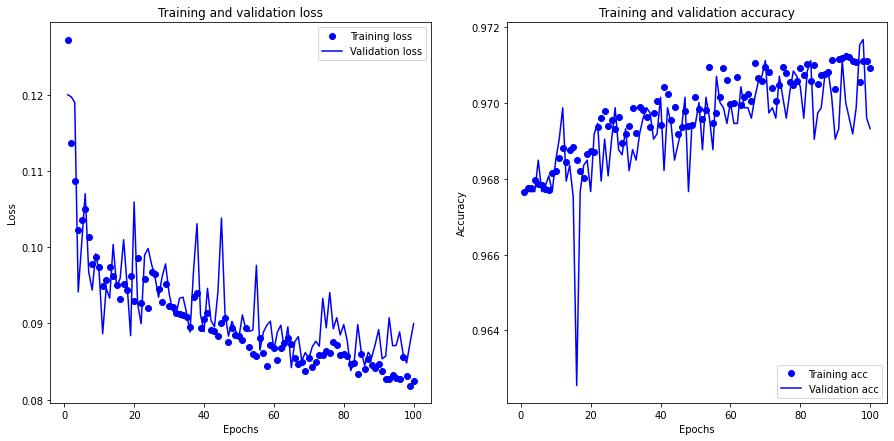 Training and validation loss
Training loss
Validation loss
0.12
0.11
0.10
0.09
0.08
Loss
0 20 40 60 80 100
Epochs
Training and validation accuracy
0.972
0.970
0.968
0.966
0.964
Accuracy
Training acc
Validation acc
0 20 40 60 80 100
Epochs